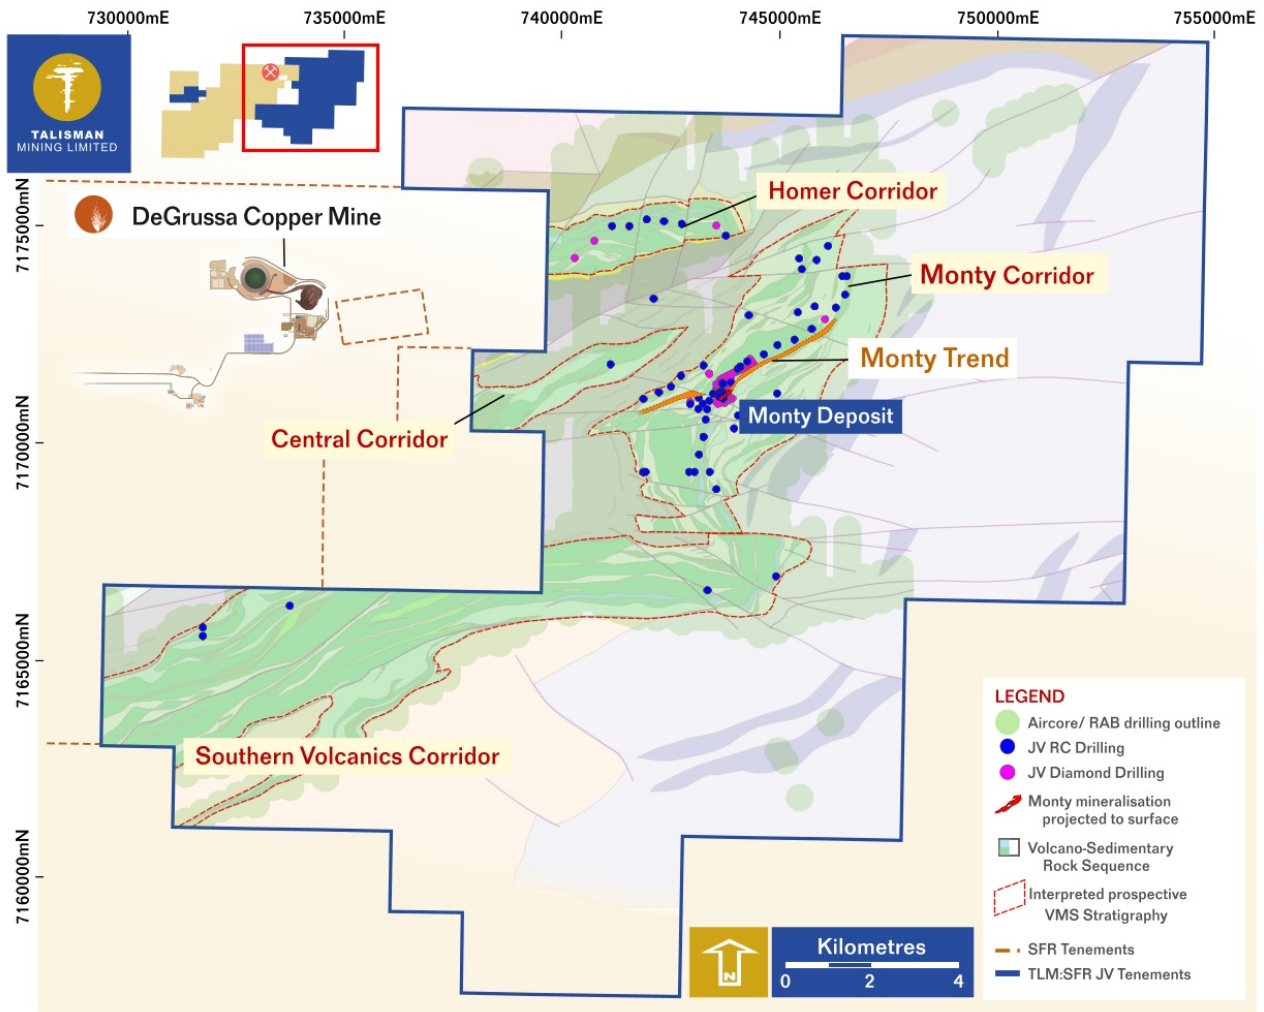 730000mE 735000mE 740000mE 745000mE 750000mE 755000mE
TALISMAN
MINING LIMITED
7175000mN
DeGrussa Copper Mine
Homer Corridor
Monty Corridor
Monty Trend
Monty Deposit
7170000mN
Central Corridor
7165000mN
Southern Volcanics Corridor
7160000mN
LEGEND
Aircore/ RAB drilling outline
JV RC Drilling
JV Diamond Drilling
Monty mineralisation
projected to surface
Volcano-Sedimentary
Rock Sequence
Interpreted prospective
VMS Stratigraphy
SFR Tenements
TLM:SFR JV Tenements
N
Kilometres
0 2 4